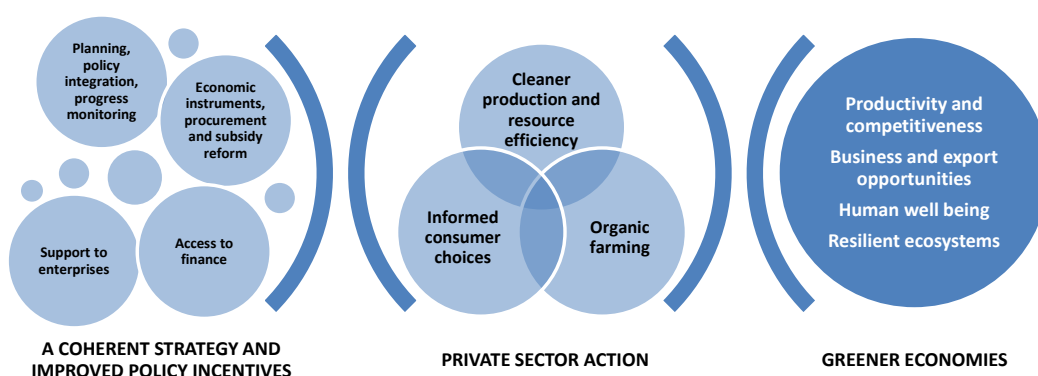 Planning,
policy
integration,
progress
monitoring
Economic
instruments,
procurement
and subsidy
reform
Support to
enterprises
Access to
finance
A COHERENT STRATEGY AND
IMPROVED POLICY INCENTIVES
Cleaner
production and
resource
efficiency
Informed
consumer
choices
Organic
farming
PRIVATE SECTOR ACTION
Productivity and
competitiveness
Business and export
opportunities
Human well being
Resilient ecosystems
GREENER ECONOMIES